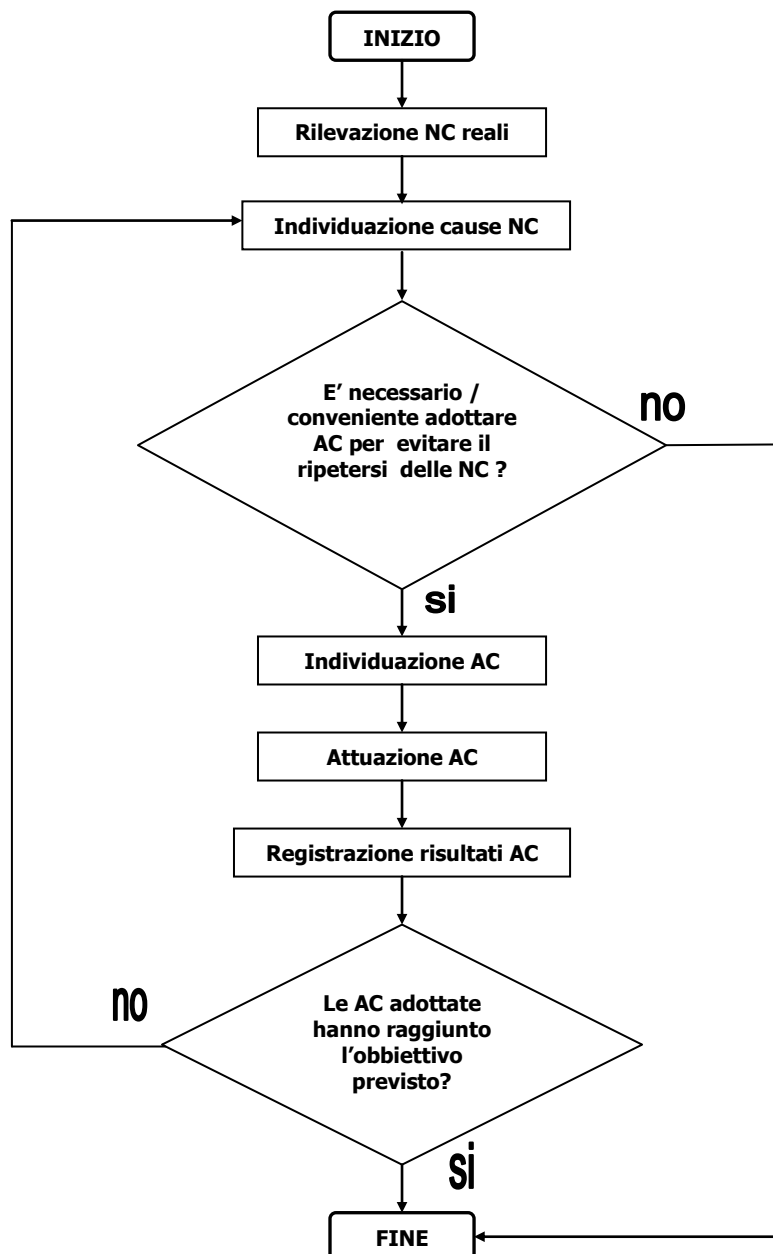 INIZIO
Rilevazione NC reali
Individuazione cause NC
E' necessario /
conveniente adottare
AC per evitare il
ripetersi delle NC ?
no
si
Individuazione AC
Attuazione AC
Registrazione risultati AC
no
Le AC adottate
hanno raggiunto
l'obbiettivo
previsto?
si
FINE